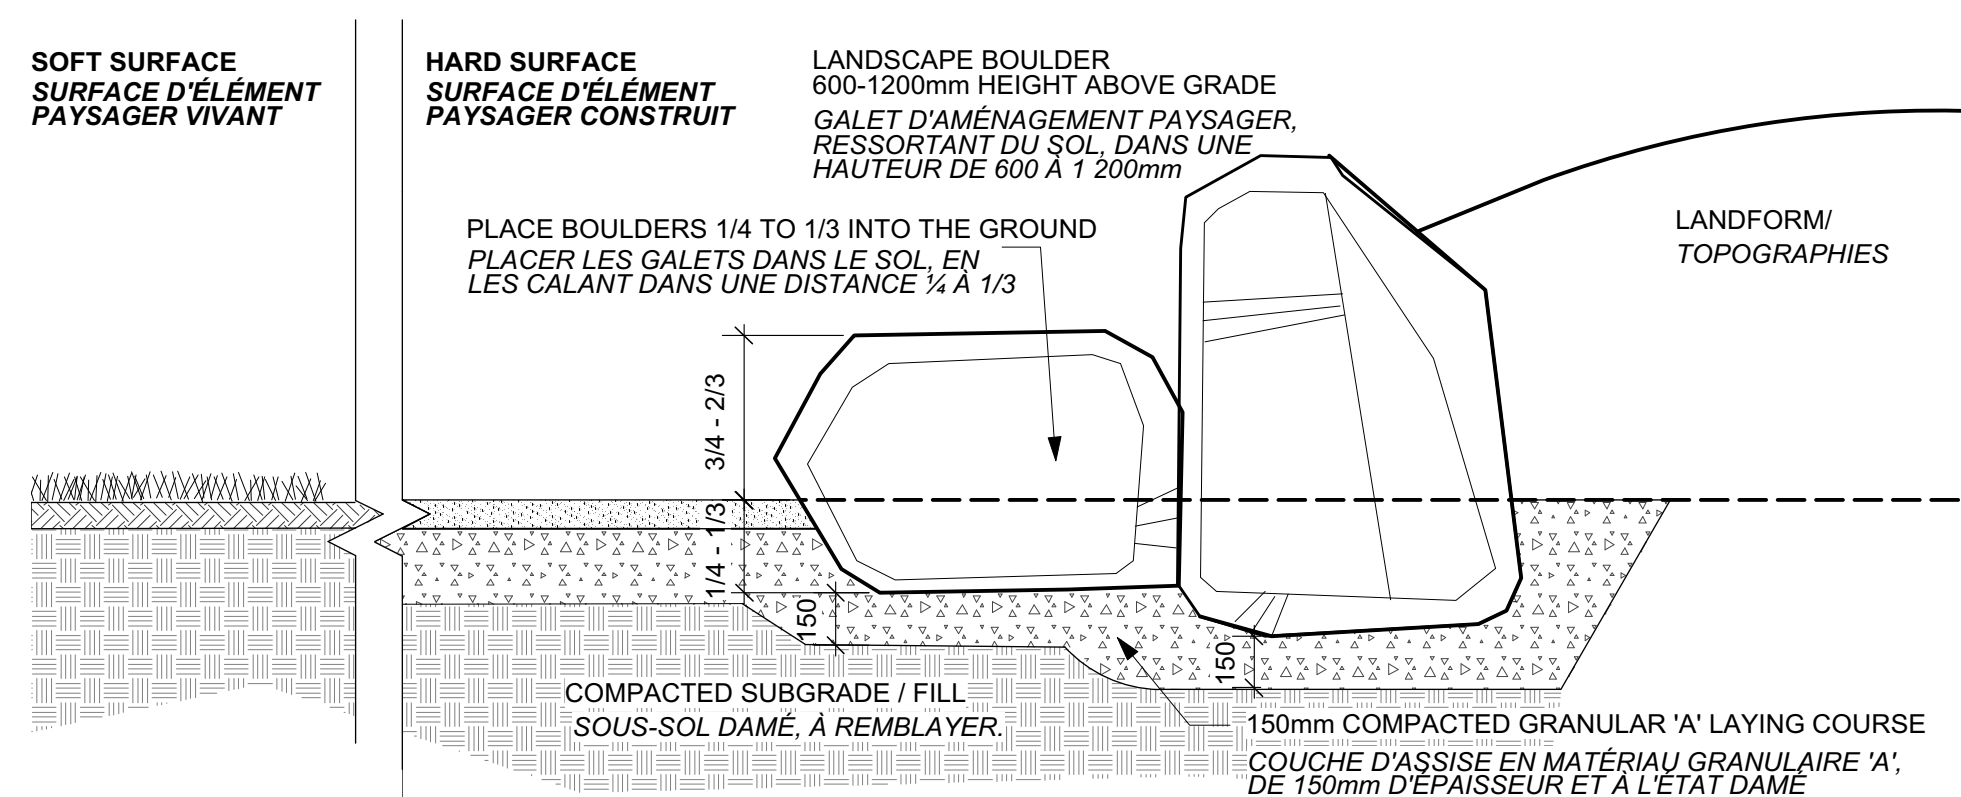 SOFT SURFACE
SURFACE D'ÉLÉMENT
PAYSAGER VIVANT
HARD SURFACE
SURFACE D'ÉLÉMENT
PAYSAGER CONSTRUIT
LANDSCAPE BOULDER
600-1200mm HEIGHT ABOVE GRADE
GALET D'AMÉNAGEMENT PAYSAGER,
RESSORTANT DU SOL, DANS UNE
HAUTEUR DE 600 À 1 200mm
PLACE BOULDERS 1/4 TO 1/3 INTO THE GROUND
PLACER LES GALETS DANS LE SOL, EN
LES CALANT DANS UNE DISTANCE ¼ À 1/3
LANDFORM/
TOPOGRAPHIES
3/4 - 2/3
1/4 - 1/3
150
150
COMPACTED SUBGRADE / FILL
SOUS-SOL DAMÉ, À REMBLAYER.
150mm COMPACTED GRANULAR 'A' LAYING COURSE
COUCHE D'ASSISE EN MATÉRIAU GRANULAIRE 'A',
DE 150mm D'ÉPAISSEUR ET À L'ÉTAT DAMÉ